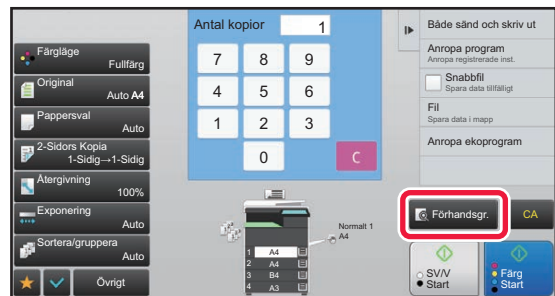 Färgläge
Fullfärg
Original
Auto A4
Pappersval
Auto
2-Sidors Kopia
1-Sidig→1-Sidig
Återgivning
100%
Exponering
Auto
Sortera/gruppera
Auto
Övrigt
Antal kopior 1
7 8 9
4 5 6
1 2 3
0 C
Normalt 1
A4
1 A4
2 A4
3 B4
4 A3
Både sänd och skriv ut
Anropa program
Anropa registrerade inst.
Snabbfil
Spara data tillfälligt
Fil
Spara data i mapp
Anropa ekoprogram
Förhandsgr.
CA
SV/V
Start
Färg
Start